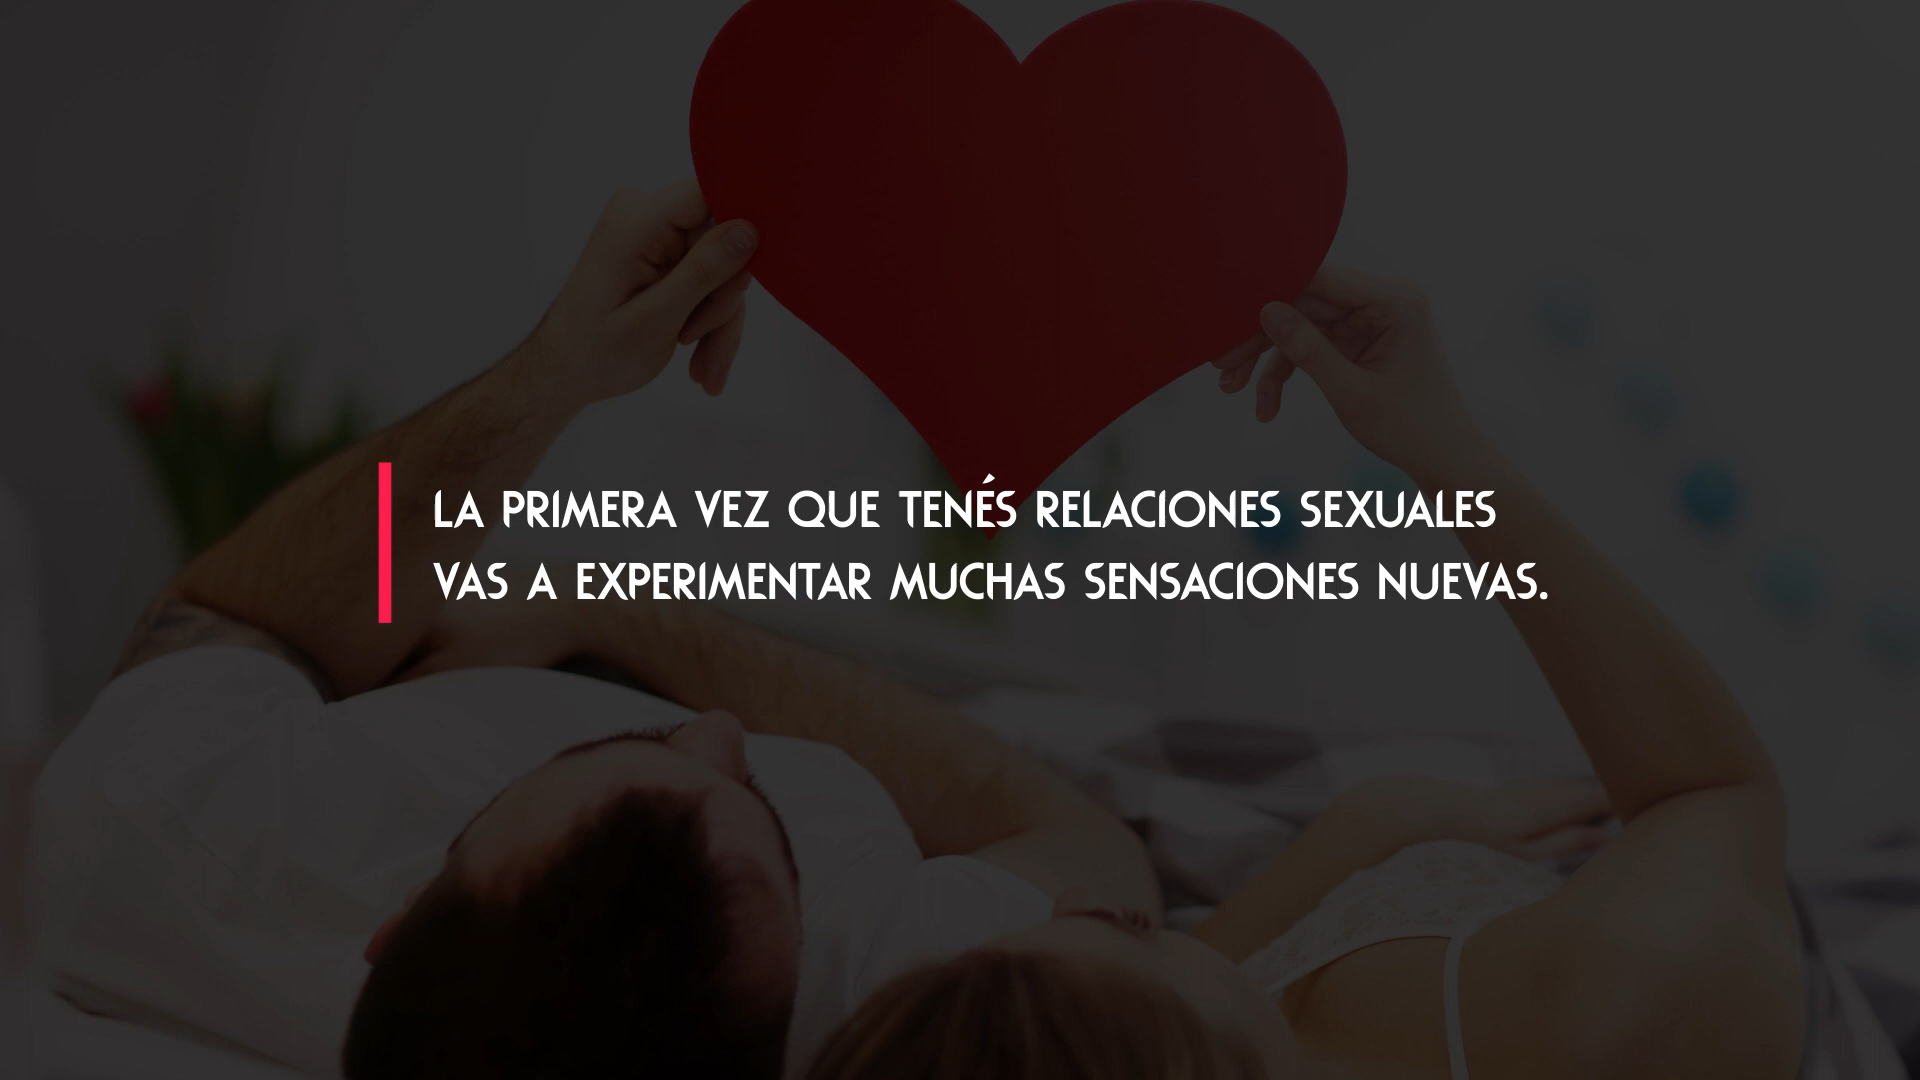 LA PRIMERA VEZ QUE TENÉS RELACIONES SEXUALES
VAS A EXPERIMENTAR MUCHAS SENSACIONES NUEVAS.